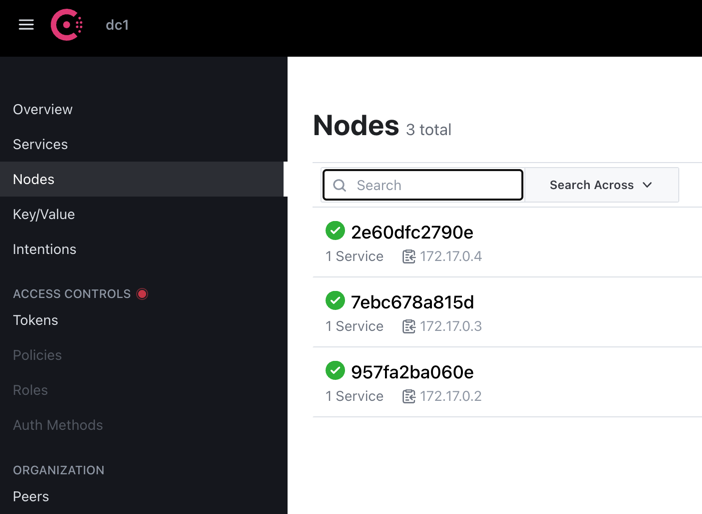 dc1
Overview
Services
Nodes
Key/Value
Intentions
ACCESS CONTROLS
Tokens
Policies
Roles
Auth Methods
ORGANIZATION
Peers
Nodes 3 total
Search Search Across
2e60dfc2790e
1 Service 172.17.0.4
7ebc678a815d
1 Service 172.17.0.3
957fa2ba060e
1 Service 172.17.0.2